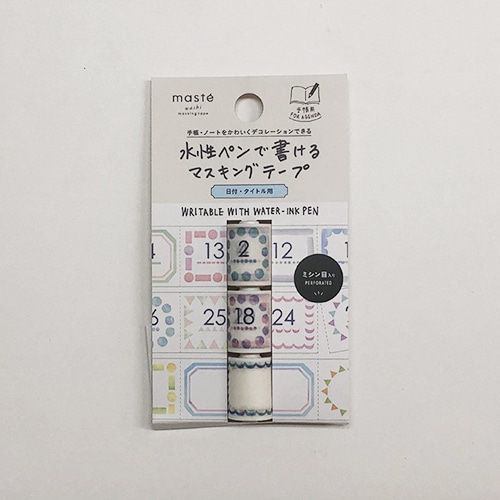 masté
washi
masking tape
手帳用
FOR AGENDA
手帳・ノートをかわいくデコレーションできる
水性ペンで書ける
マスキングテープ
日付・タイトル用
WRITABLE WITH WATER-INK PEN
13 2 12
ミシン目入り
PERFORATED
25 18 24